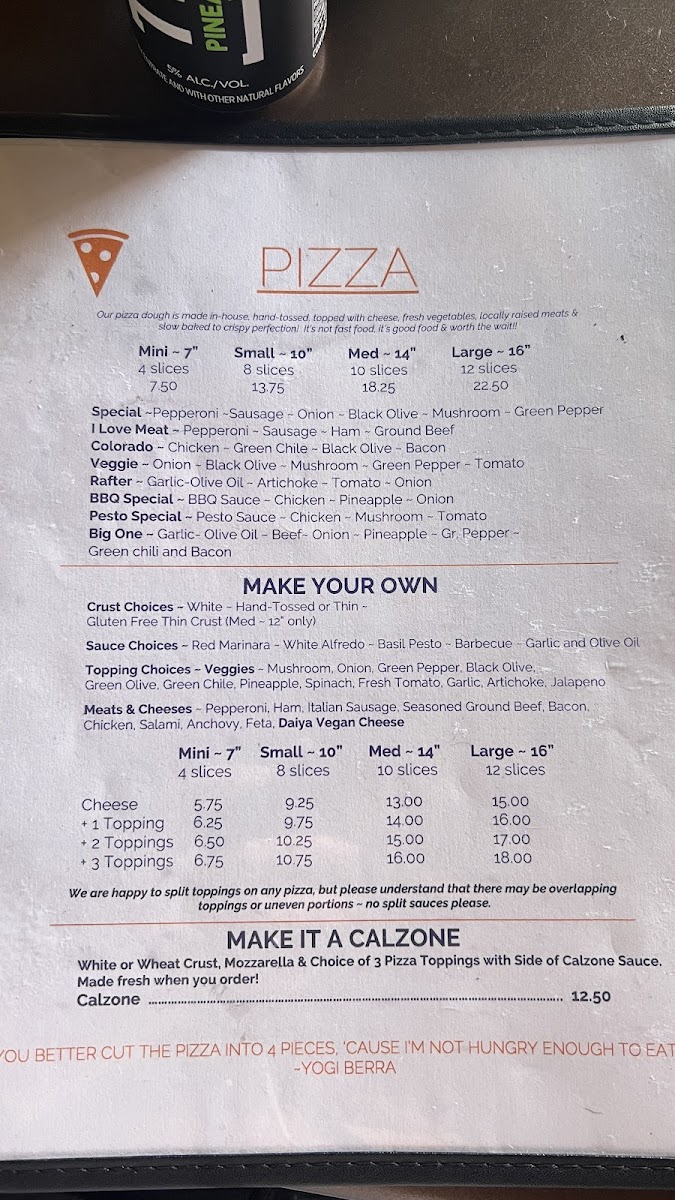 PINEA
5% ALC./VOL.
AND WITH OTHER NATURAL FLAVORS
PIZZA
Our pizza dough is made in-house, hand-tossed, topped with cheese, fresh vegetables, locally raised meats &
slow baked to crispy perfection! It's not fast food, it's good food & worth the wait!!
Mini ~ 7" Small ~ 10" Med ~ 14" Large ~ 16"
4 slices 8 slices 10 slices 12 slices
7.50 13.75 18.25 22.50
Special ~Pepperoni ~Sausage ~ Onion ~ Black Olive ~ Mushroom ~ Green Pepper
I Love Meat ~ Pepperoni ~ Sausage ~ Ham ~ Ground Beef
Colorado ~ Chicken ~ Green Chile ~ Black Olive ~ Bacon
Veggie ~ Onion ~ Black Olive ~ Mushroom ~ Green Pepper ~ Tomato
Rafter ~ Garlic-Olive Oil ~ Artichoke ~ Tomato ~ Onion
BBQ Special ~ BBQ Sauce ~ Chicken ~ Pineapple ~ Onion
Pesto Special ~ Pesto Sauce ~ Chicken ~ Mushroom ~ Tomato
Big One ~ Garlic- Olive Oil ~ Beef~ Onion ~ Pineapple ~ Gr. Pepper ~
Green chili and Bacon
MAKE YOUR OWN
Crust Choices ~ White ~ Hand-Tossed or Thin ~
Gluten Free Thin Crust (Med ~ 12" only)
Sauce Choices ~ Red Marinara ~ White Alfredo ~ Basil Pesto ~ Barbecue ~ Garlic and Olive Oil
Topping Choices ~ Veggies ~ Mushroom, Onion, Green Pepper, Black Olive,
Green Olive, Green Chile, Pineapple, Spinach, Fresh Tomato, Garlic, Artichoke, Jalapeno
Meats & Cheeses ~ Pepperoni, Ham, Italian Sausage, Seasoned Ground Beef, Bacon,
Chicken, Salami, Anchovy, Feta, Daiya Vegan Cheese
Mini ~ 7" Small ~ 10" Med ~ 14" Large ~ 16"
4 slices 8 slices 10 slices 12 slices
Cheese 5.75 9.25 13.00 15.00
+ 1 Topping 6.25 9.75 14.00 16.00
+ 2 Toppings 6.50 10.25 15.00 17.00
+ 3 Toppings 6.75 10.75 16.00 18.00
We are happy to split toppings on any pizza, but please understand that there may be overlapping
toppings or uneven portions ~ no split sauces please.
MAKE IT A CALZONE
White or Wheat Crust, Mozzarella & Choice of 3 Pizza Toppings with Side of Calzone Sauce.
Made fresh when you order!
Calzone ........................................................................................ 12.50
YOU BETTER CUT THE PIZZA INTO 4 PIECES, 'CAUSE I'M NOT HUNGRY ENOUGH TO EAT
-YOGI BERRA